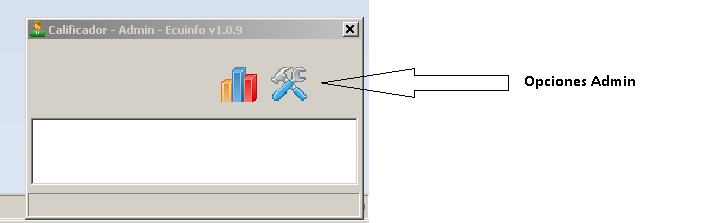 Calificador - Admin - Ecuinfo v1.0.9
Opciones Admin